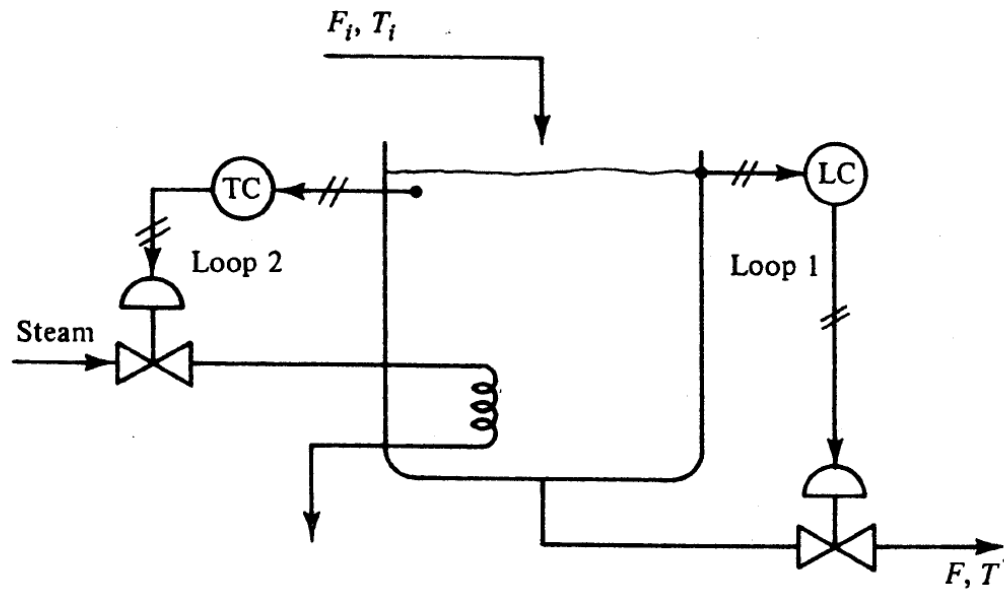 F_i, T_i
TC
LC
Loop 2
Loop 1
Steam
F, T